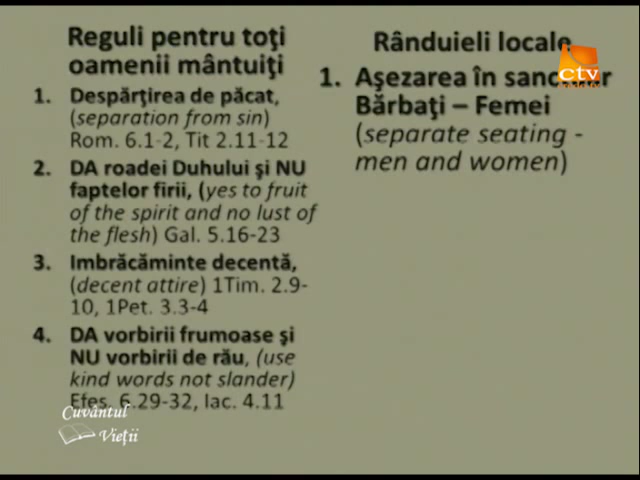 Reguli pentru toţi
oamenii mântuiţi
1. Despărţirea de păcat,
(separation from sin)
Rom. 6.1-2, Tit 2.11-12
2. DA roadei Duhului şi NU
faptelor firii, (yes to fruit
of the spirit and no lust of
the flesh) Gal. 5.16-23
3. Imbrăcăminte decentă,
(decent attire) 1Tim. 2.9-
10, 1Pet. 3.3-4
4. DA vorbirii frumoase şi
NU vorbirii de rău, (use
kind words not slander)
Efes. 6.29-32, Iac. 4.11
Rânduieli locale
1. Aşezarea în sanctuar
Bărbaţi – Femei
(separate seating -
men and women)
ctv
Cuvântul
Vieţii